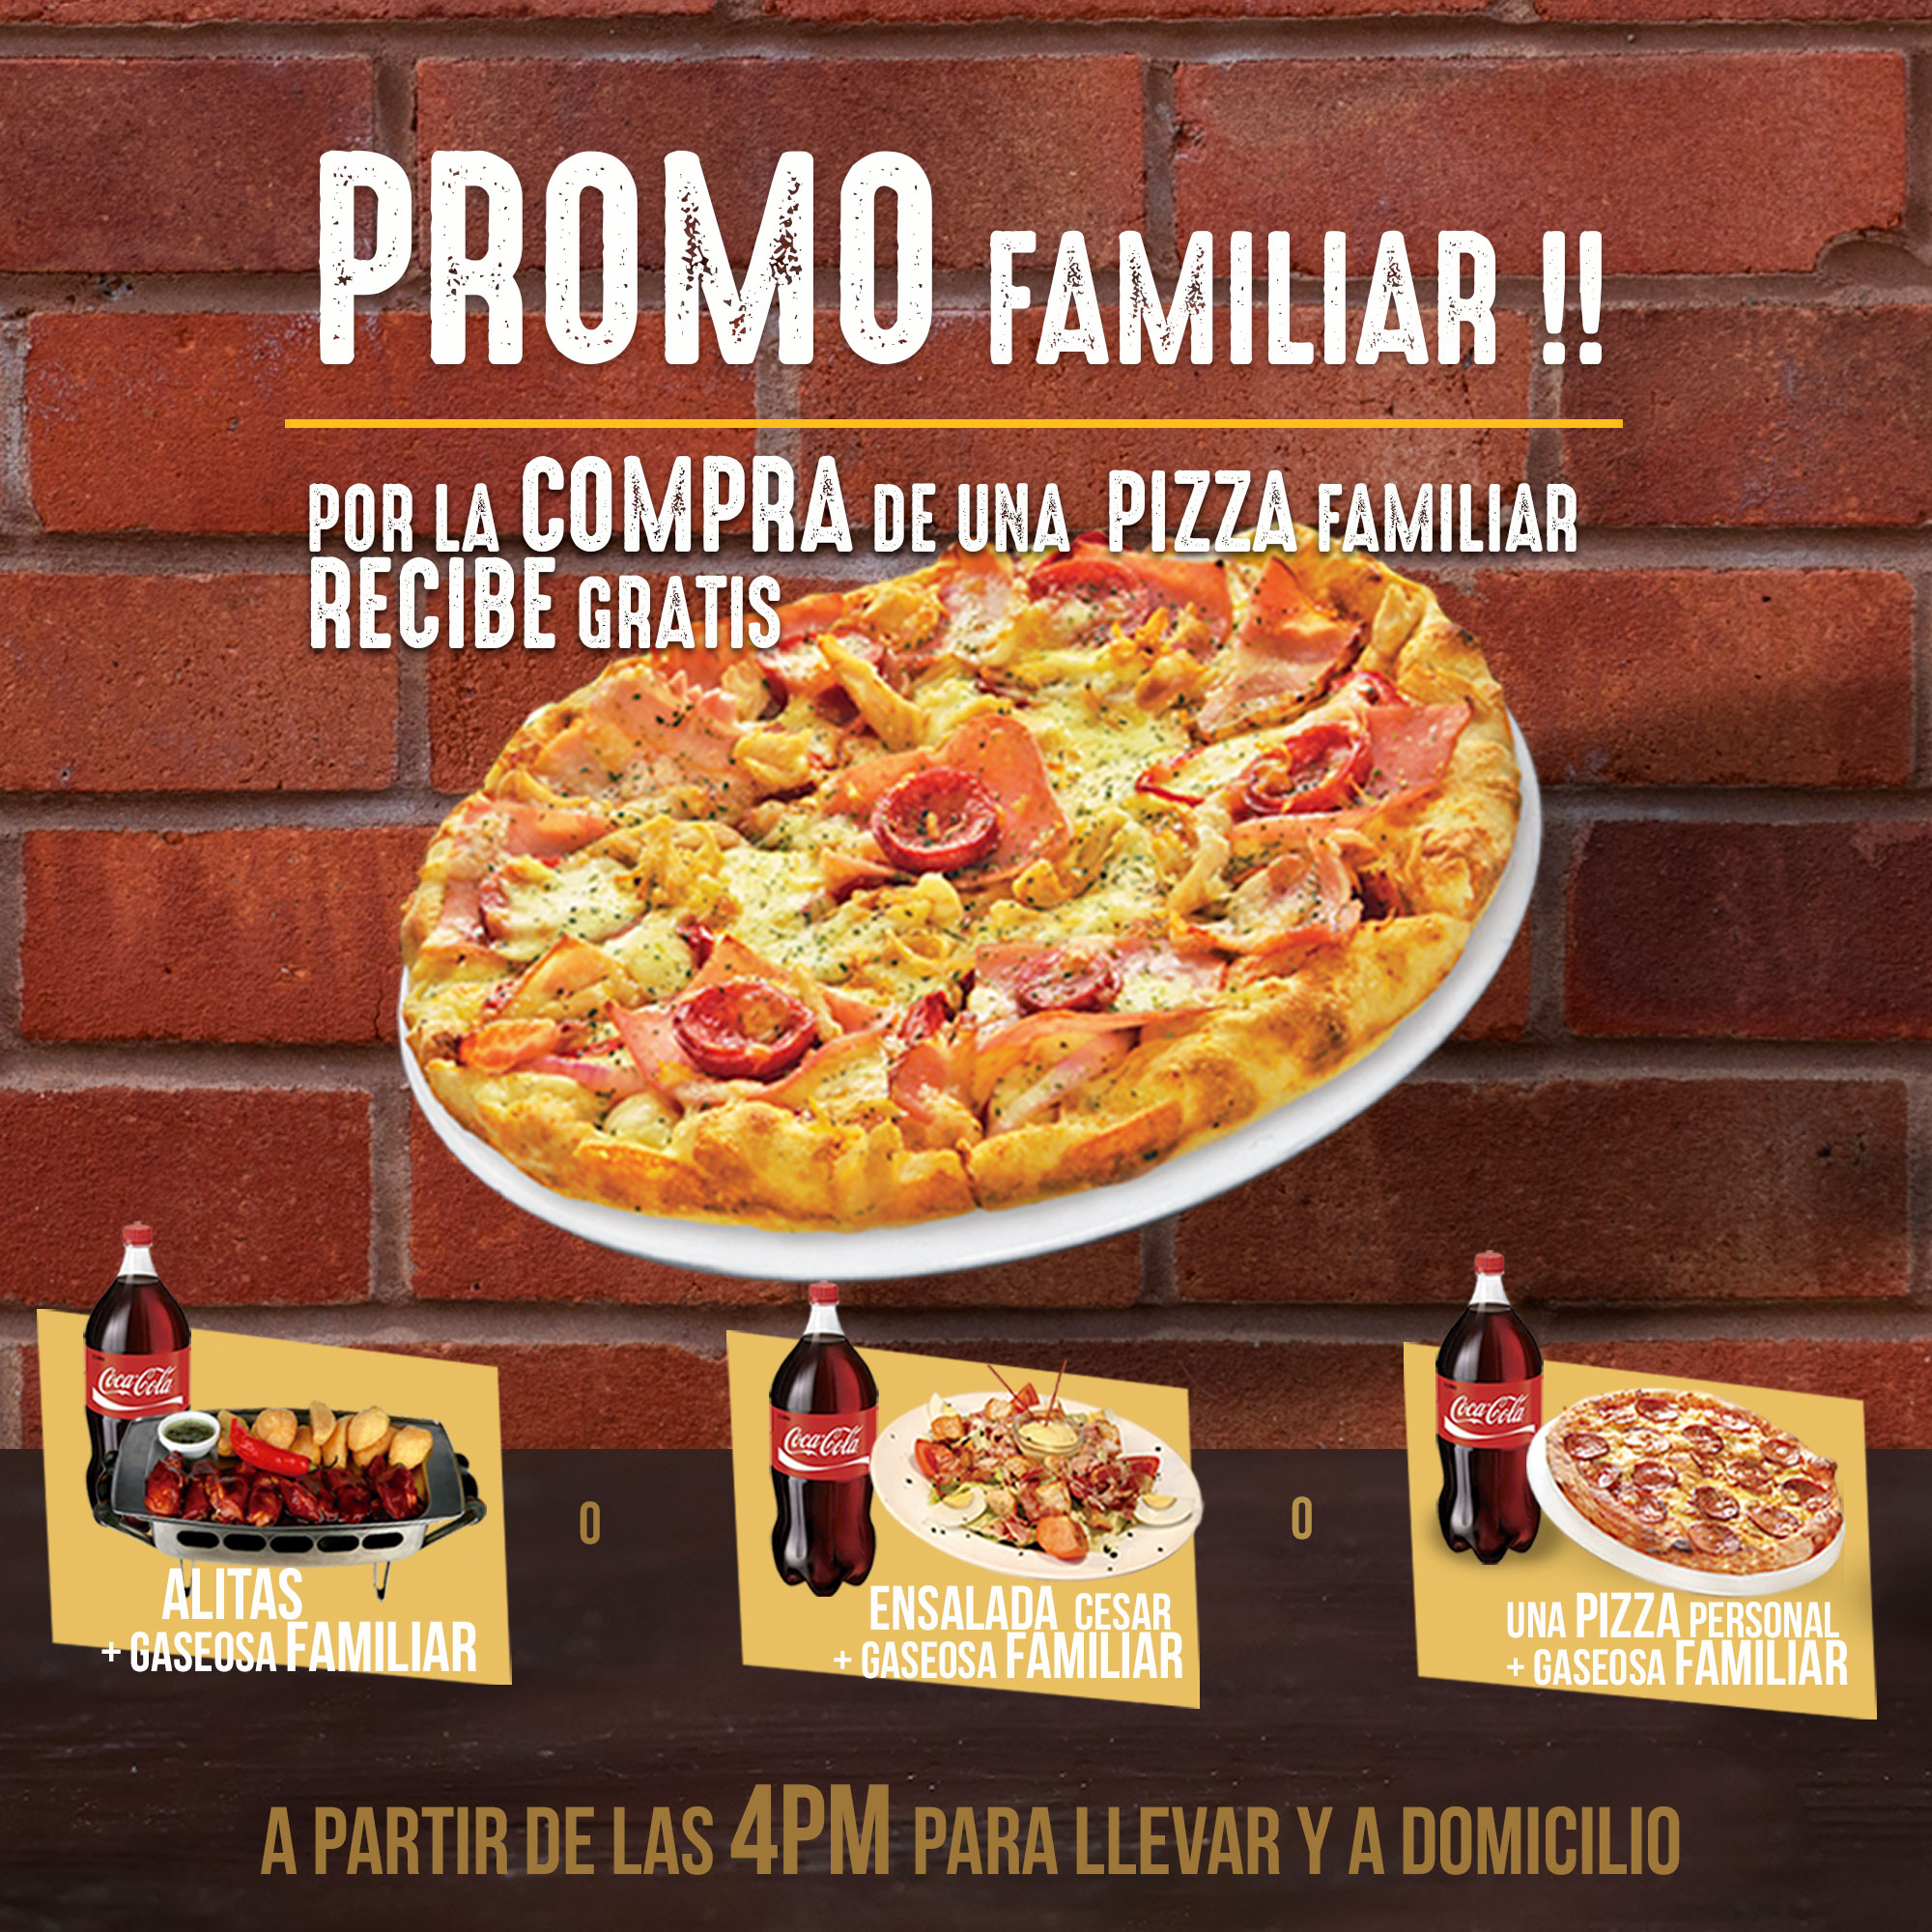 PROMO FAMILIAR !!
POR LA COMPRA DE UNA PIZZA FAMILIAR
RECIBE GRATIS
Coca-Cola
ALITAS
+ GASEOSA FAMILIAR
O
Coca-Cola
ENSALADA CESAR
+ GASEOSA FAMILIAR
O
Coca-Cola
UNA PIZZA PERSONAL
+ GASEOSA FAMILIAR
A PARTIR DE LAS 4PM PARA LLEVAR Y A DOMICILIO